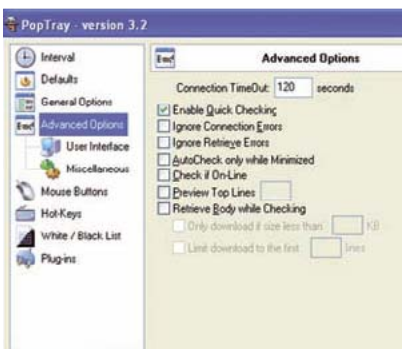 PopTray - version 3.2
Interval
Defaults
General Options
Advanced Options
User Interface
Miscellaneous
Mouse Buttons
Hot-Keys
White / Black List
Plug-ins
Advanced Options
Connection TimeOut: 120 seconds
Enable Quick Checking
Ignore Connection Errors
Ignore Retrieve Errors
AutoCheck only while Minimized
Check if On-Line
Preview Top Lines
Retrieve Body while Checking
Only download if size less than KB
Limit download to the first lines